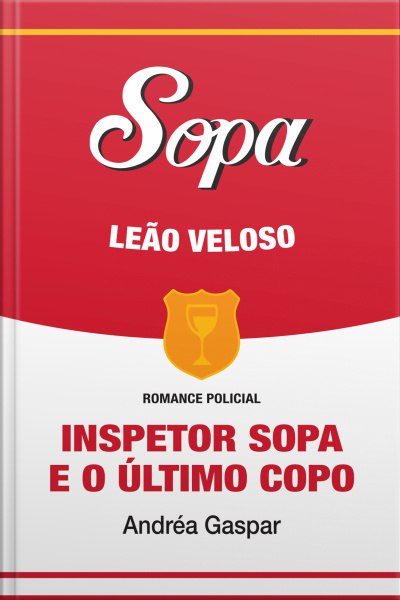 Sopa
LEÃO VELOSO
ROMANCE POLICIAL
INSPETOR SOPA
E O ÚLTIMO COPO
Andréa Gaspar